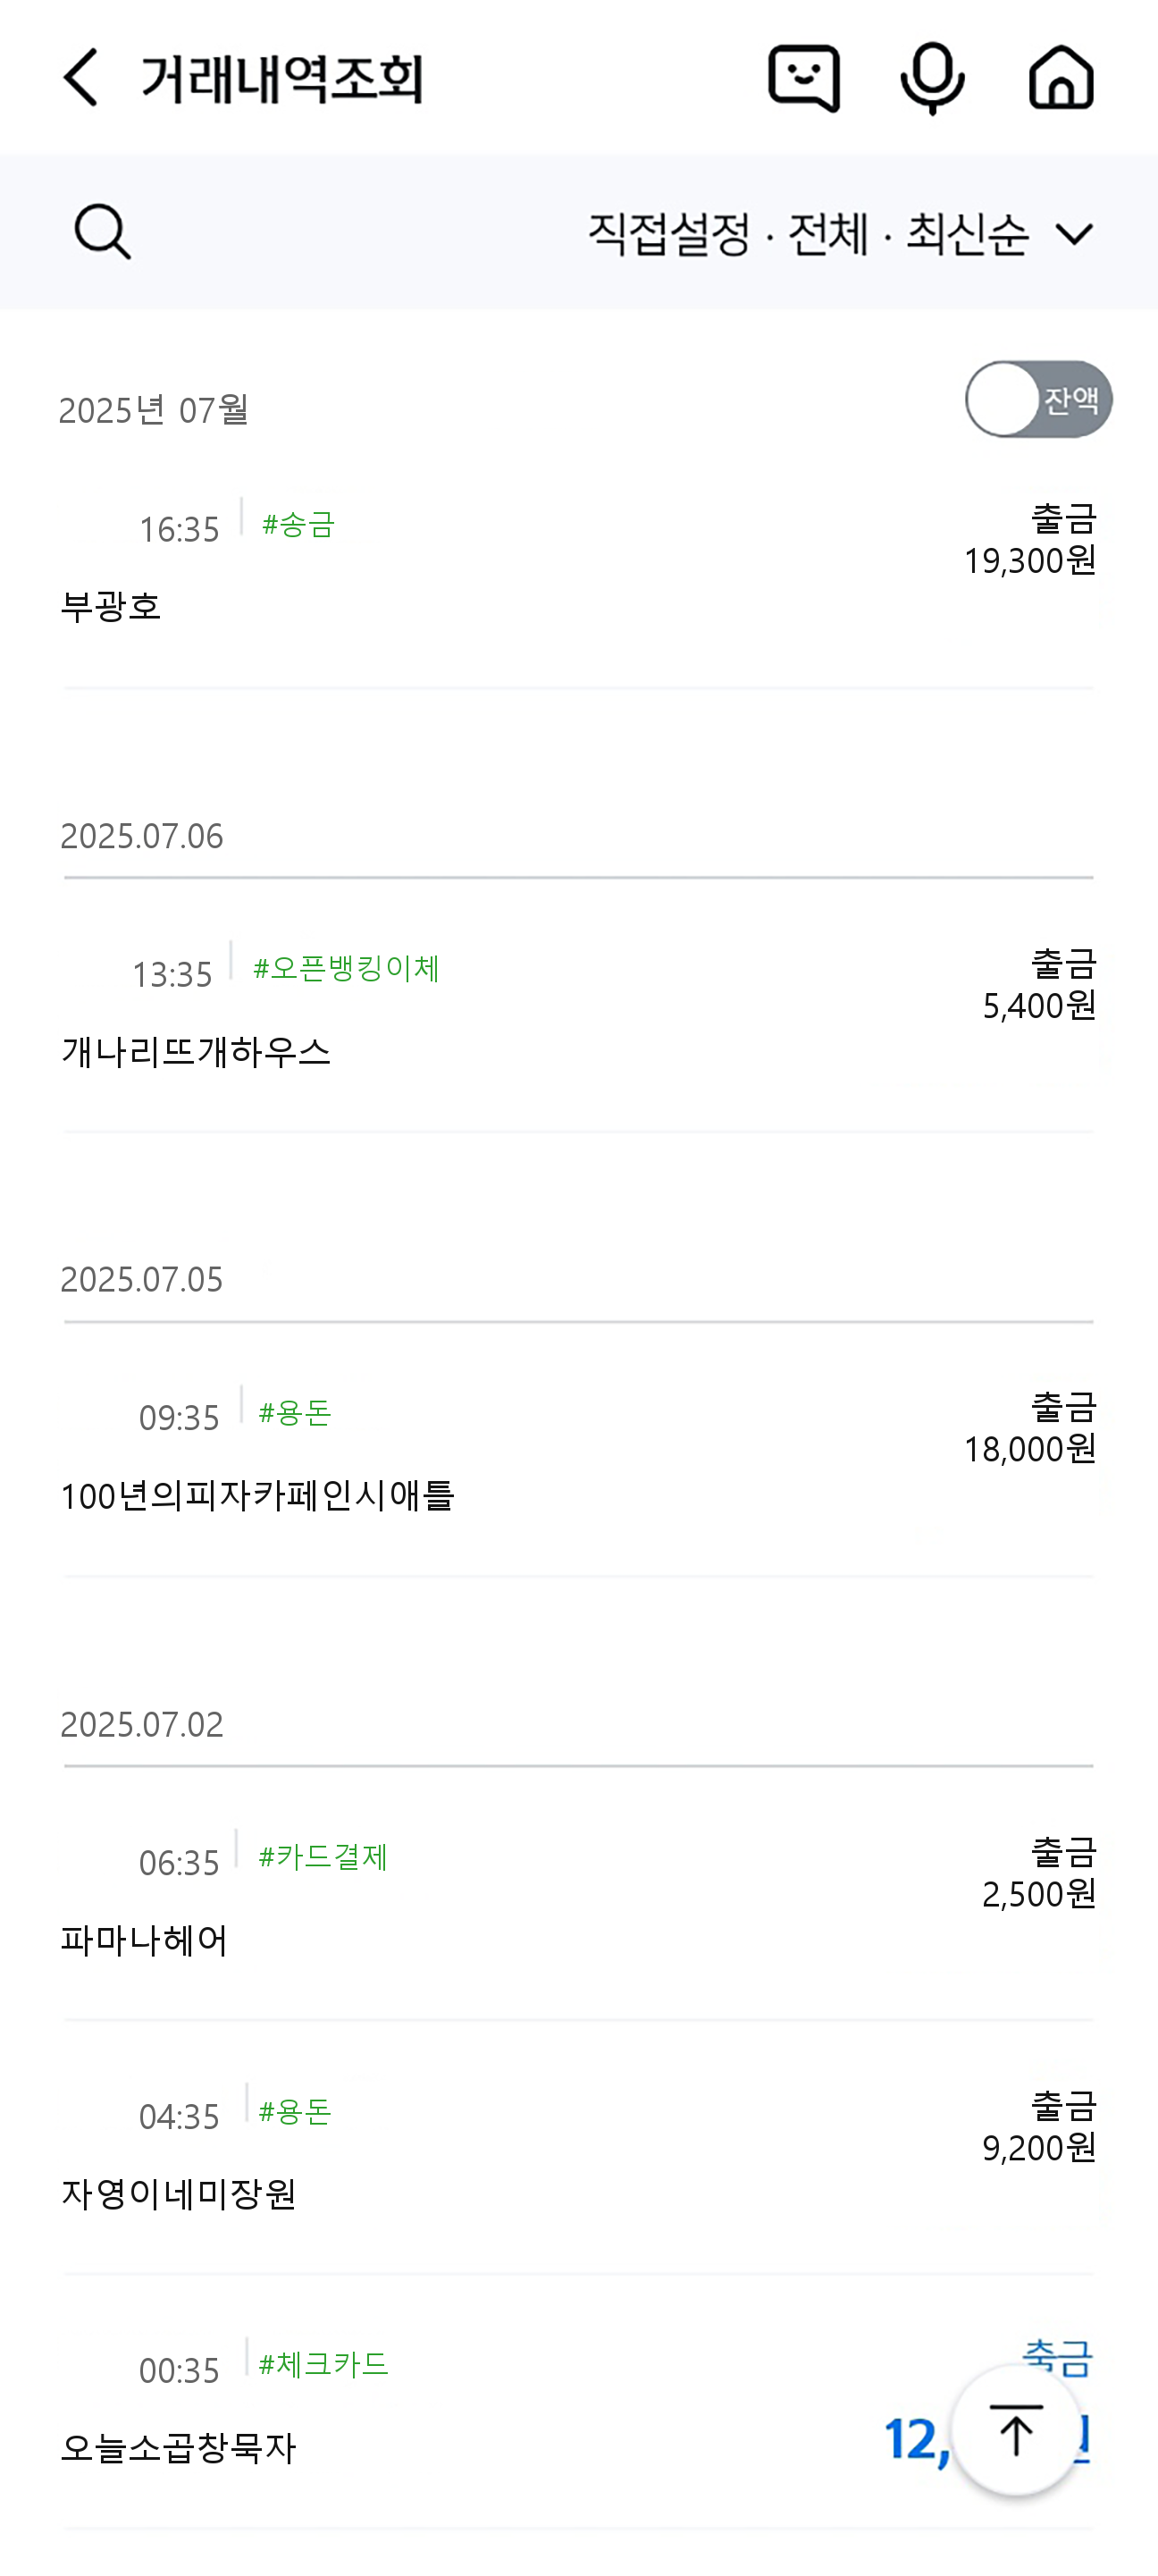 거래내역조회
직접설정 · 전체 · 최신순
2025년 07월
잔액
16:35 #송금
출금
19,300원
부광호
2025.07.06
13:35 #오픈뱅킹이체
출금
5,400원
개나리뜨개하우스
2025.07.05
09:35 #용돈
출금
18,000원
100년의피자카페인시애틀
2025.07.02
06:35 #카드결제
출금
2,500원
파마나헤어
04:35 #용돈
출금
9,200원
자영이네미장원
00:35 #체크카드
오늘소곱창묵자
12,